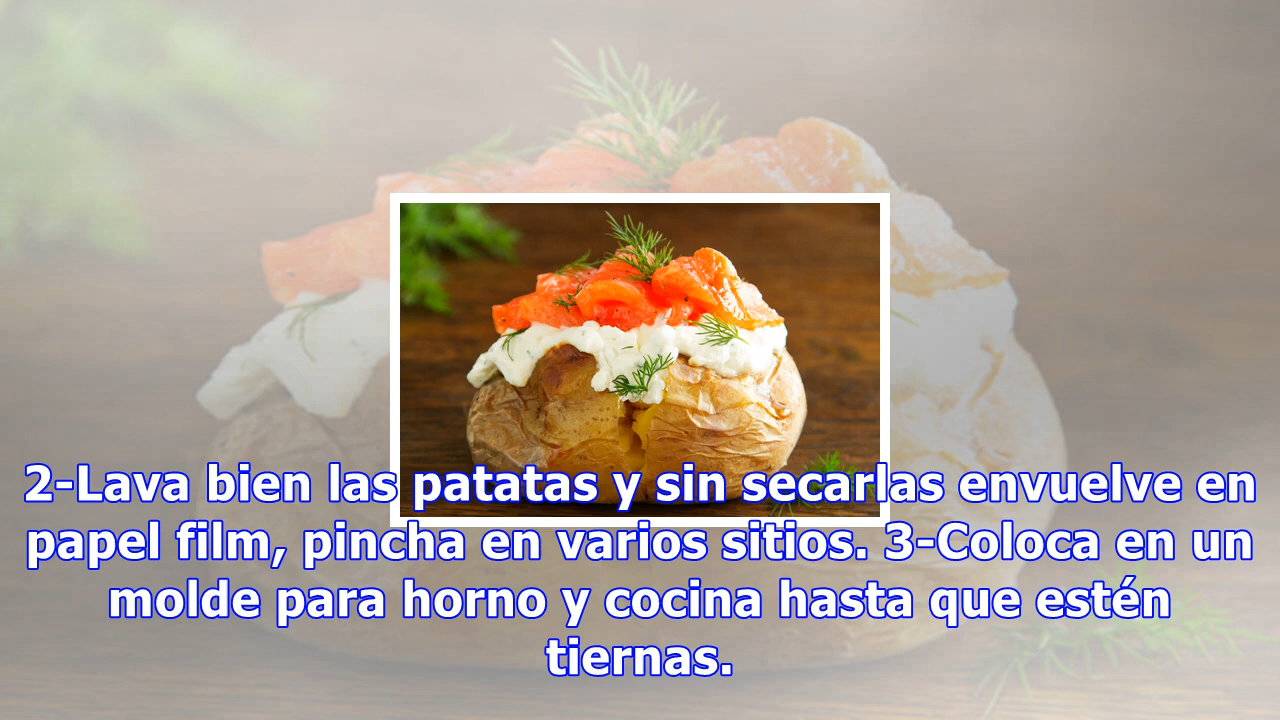 2-Lava bien las patatas y sin secarlas envuelve en
papel film, pincha en varios sitios. 3-Coloca en un
molde para horno y cocina hasta que estén
tiernas.